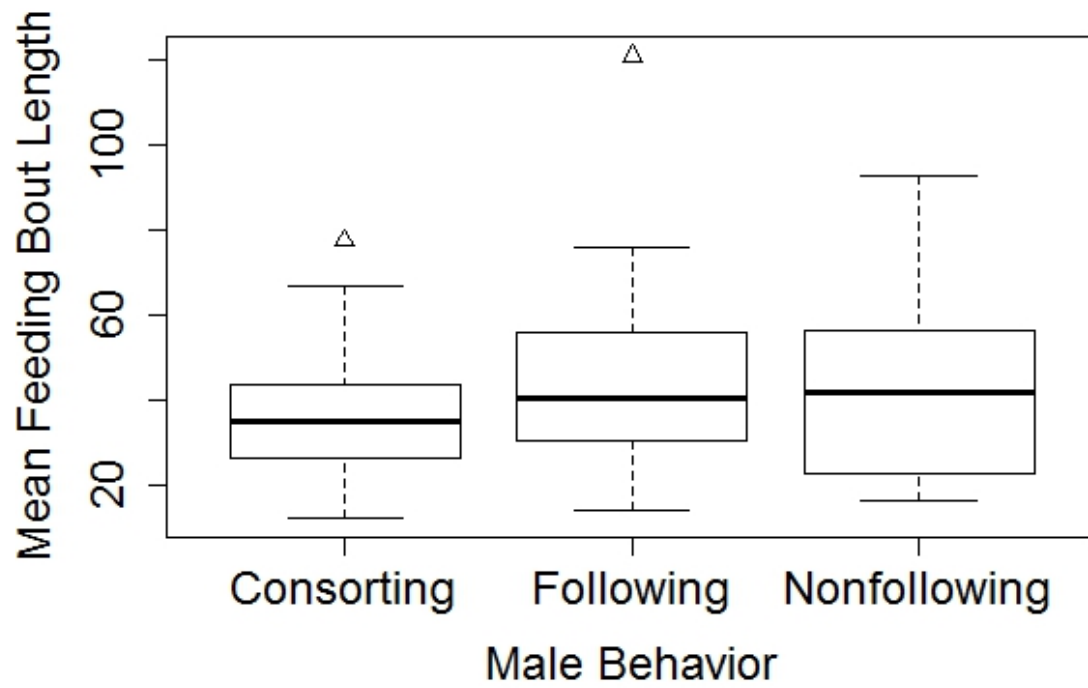 Mean Feeding Bout Length
100
60
20
Consorting Following Nonfollowing
Male Behavior